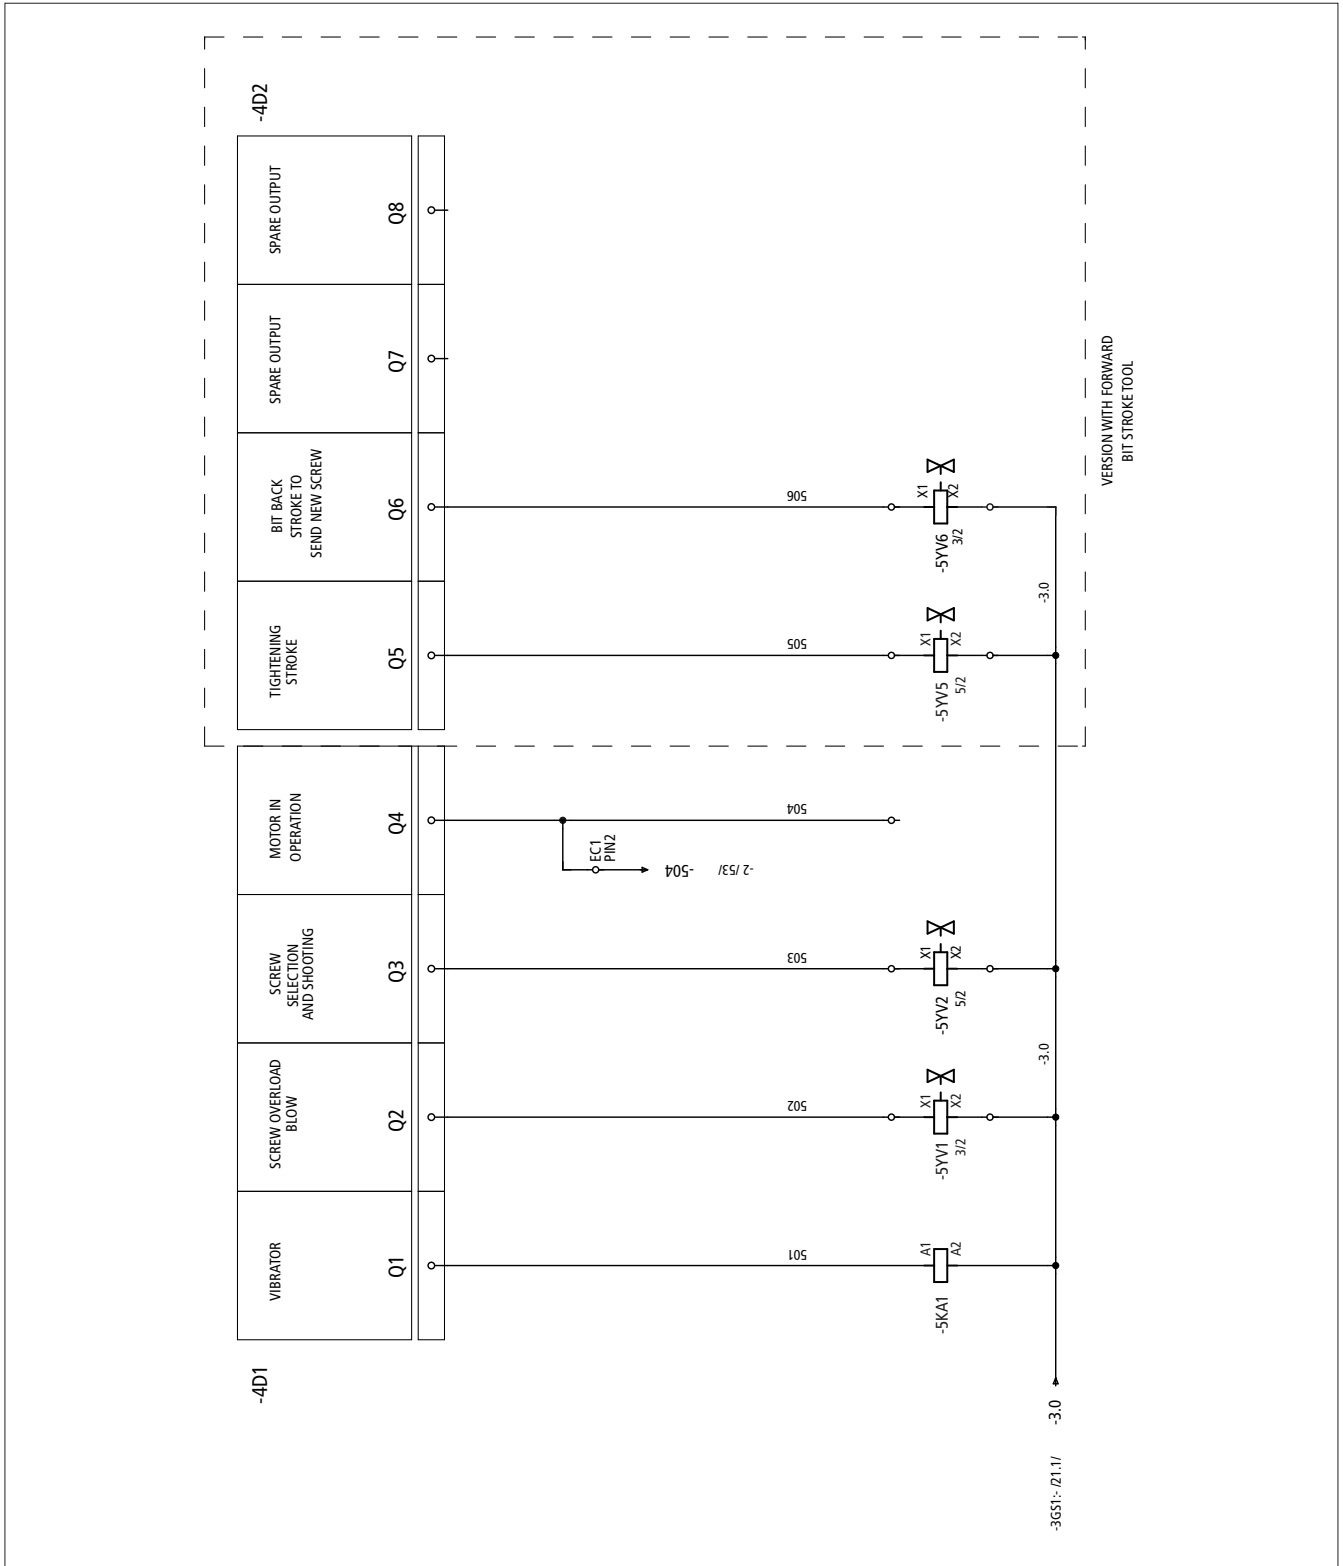 -4D1
VIBRATOR
Q1
501
A1
A2
-5KA1
SCREW OVERLOAD
BLOW
Q2
502
X1
X2
-5YV1
3/2
SCREW
SELECTION
AND SHOOTING
Q3
503
X1
X2
-5YV2
5/2
MOTOR IN
OPERATION
Q4
504
EC1
PIN2
-504
-2 /53/
-4D2
TIGHTENING
STROKE
Q5
505
X1
X2
-5YV5
5/2
BIT BACK
STROKE TO
SEND NEW SCREW
Q6
506
X1
X2
-5YV6
3/2
SPARE OUTPUT
Q7
SPARE OUTPUT
Q8
-3GS1:- /21.1/
-3.0
-3.0
-3.0
VERSION WITH FORWARD
BIT STROKE TOOL